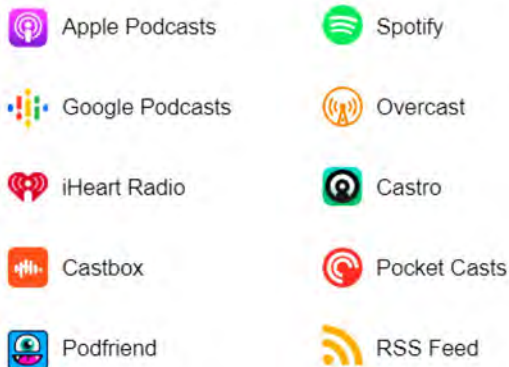 Apple Podcasts
Spotify
Google Podcasts
Overcast
iHeart Radio
Castro
Castbox
Pocket Casts
Podfriend
RSS Feed